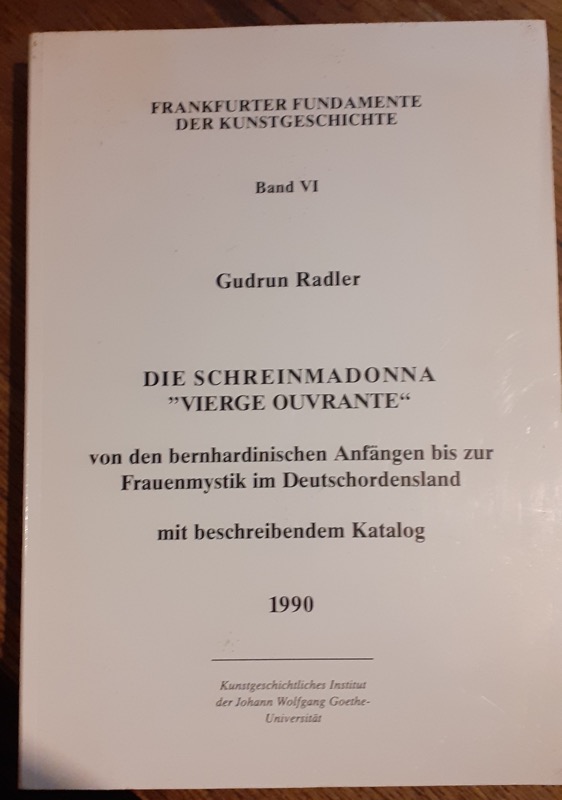 FRANKFURTER FUNDAMENTE
DER KUNSTGESCHICHTE
Band VI
Gudrun Radler
DIE SCHREINMADONNA
”VIERGE OUVRANTE“
von den bernhardinischen Anfängen bis zur
Frauenmystik im Deutschordensland
mit beschreibendem Katalog
1990
Kunstgeschichtliches Institut
der Johann Wolfgang Goethe-
Universität